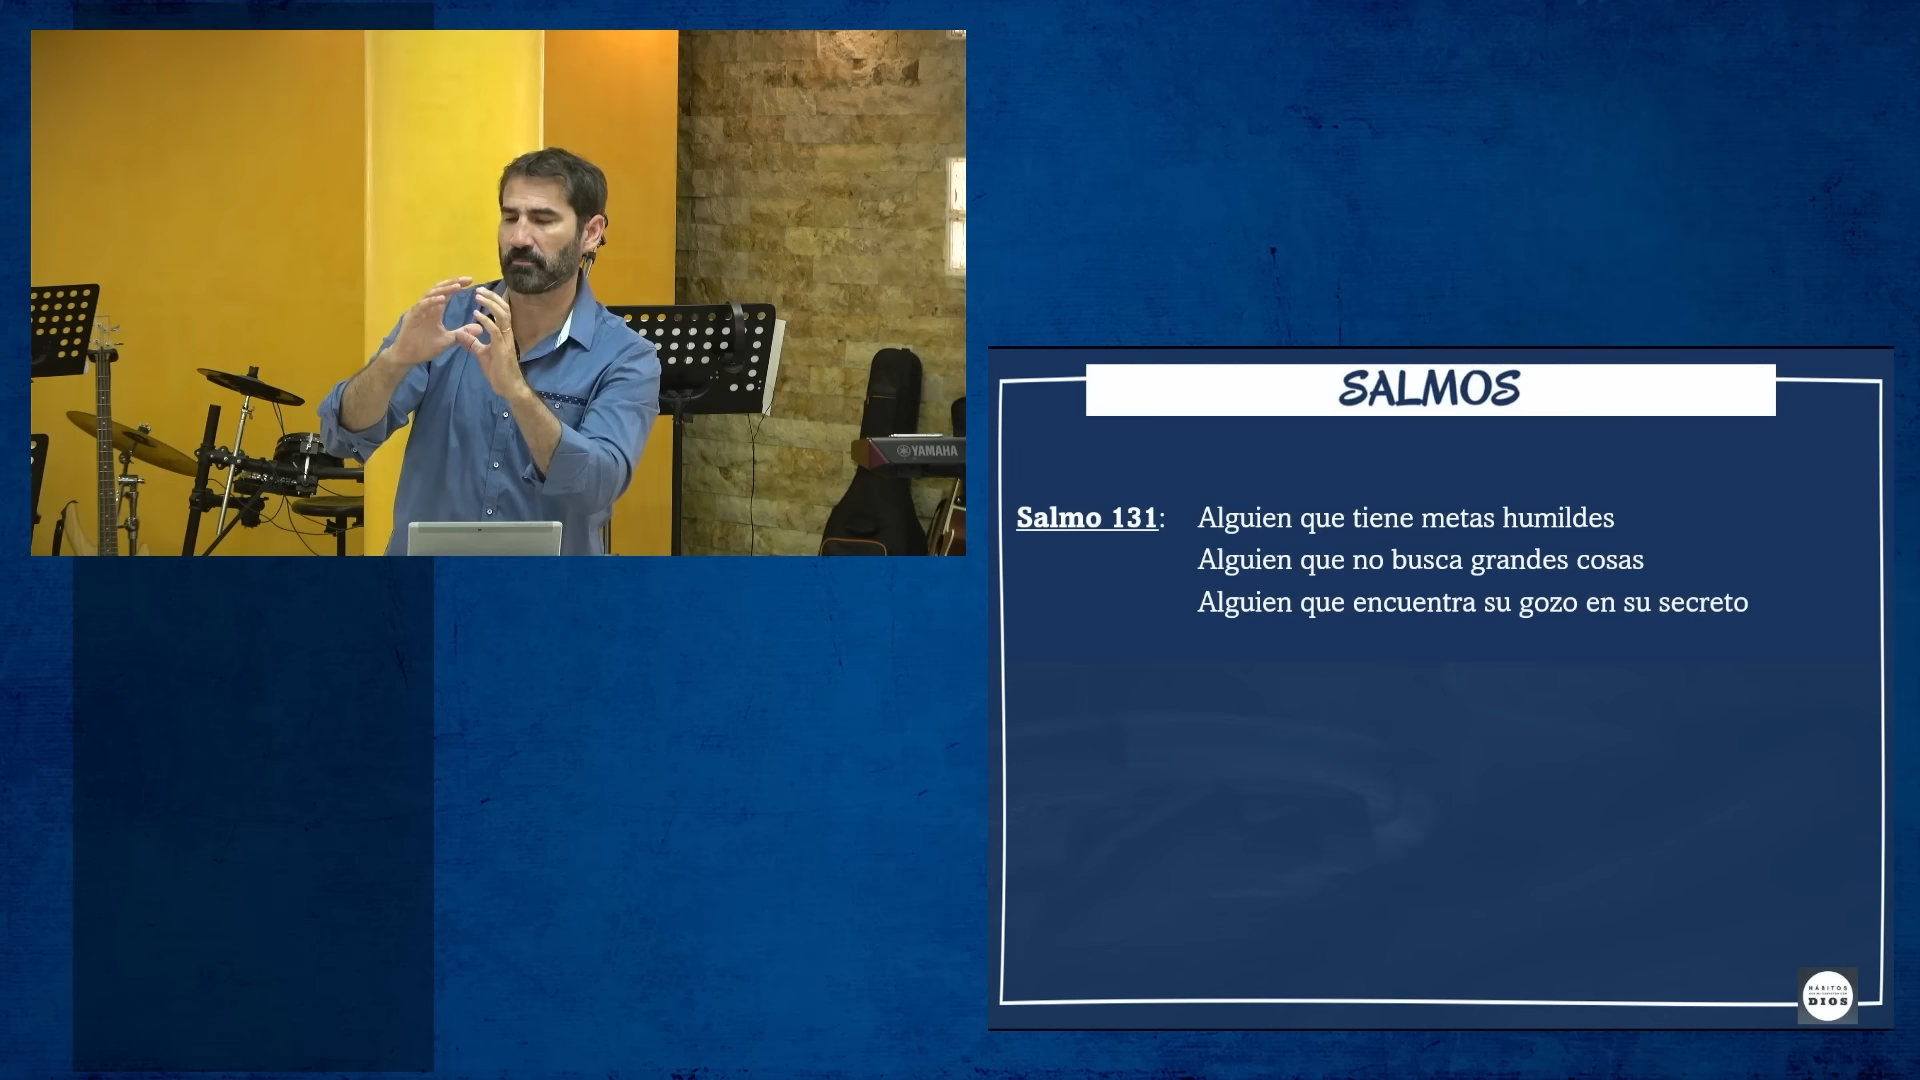 YAMAHA
SALMOS
Salmo 131: Alguien que tiene metas humildes
Alguien que no busca grandes cosas
Alguien que encuentra su gozo en su secreto
HÁBITOS
DIOS